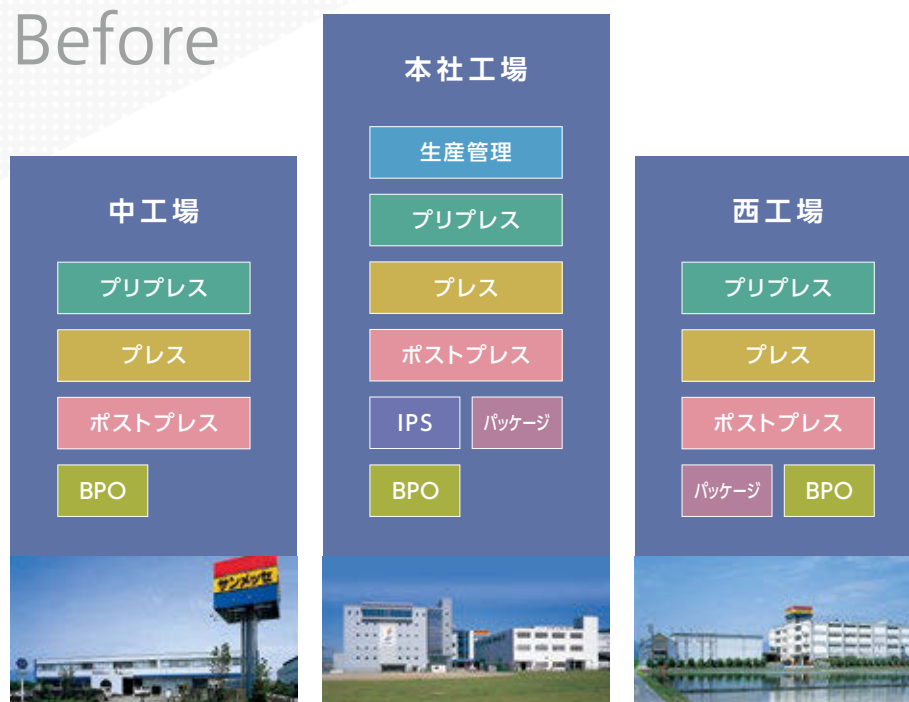 Before
中工場
プリプレス
プレス
ポストプレス
BPO
サンメッセ
本社工場
生産管理
プリプレス
プレス
ポストプレス
IPS
パッケージ
BPO
西工場
プリプレス
プレス
ポストプレス
パッケージ
BPO